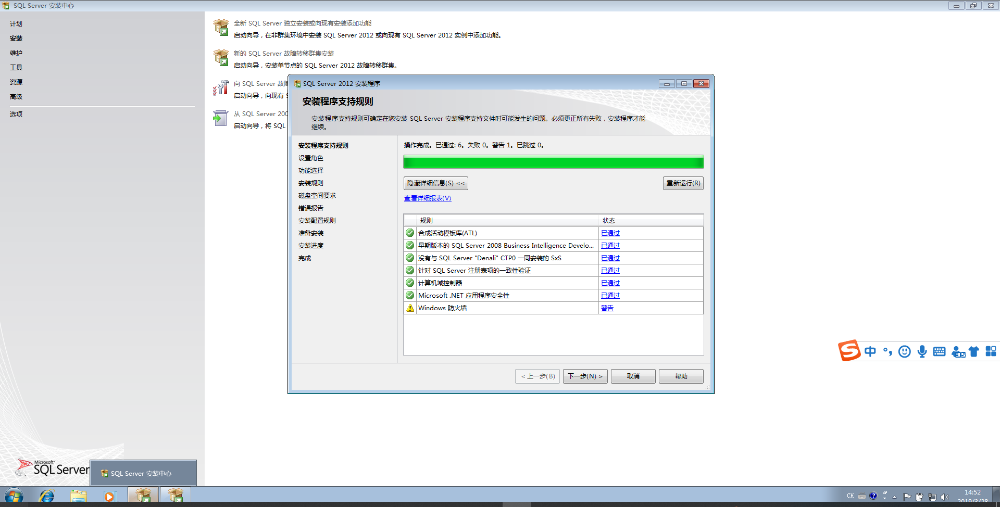 SQL Server 安装中心
计划
安装
维护
工具
资源
高级
选项
全新 SQL Server 独立安装或向现有安装添加功能
启动向导，在非群集环境中安装 SQL Server 2012 或向现有 SQL Server 2012 实例中添加功能。
新的 SQL Server 故障转移群集安装
启动向导，安装单节点的 SQL Server 2012 故障转移群集。
向 SQL Server 故障
启动向导，向现有 S
从 SQL Server 200
启动向导，将 SQL
SQL Server 2012 安装程序
安装程序支持规则
安装程序支持规则可确定在您安装 SQL Server 安装程序支持文件时可能发生的问题。必须更正所有失败，安装程序才能
继续。
安装程序支持规则
设置角色
功能选择
安装规则
磁盘空间要求
错误报告
安装配置规则
准备安装
安装进度
完成
操作完成。已通过: 6。失败 0。警告 1。已跳过 0。
隐藏详细信息(S) <<
重新运行(R)
查看详细报表(V)
规则 状态
合成活动模板库(ATL) 已通过
早期版本的 SQL Server 2008 Business Intelligence Develo... 已通过
没有与 SQL Server "Denali" CTP0 一同安装的 SxS 已通过
针对 SQL Server 注册表项的一致性验证 已通过
计算机域控制器 已通过
Microsoft .NET 应用程序安全性 已通过
Windows 防火墙 警告
< 上一步(B) 下一步(N) > 取消 帮助
中
35
Microsoft
SQL Server
SQL Server 安装中心
CH
14:52
2019/3/28